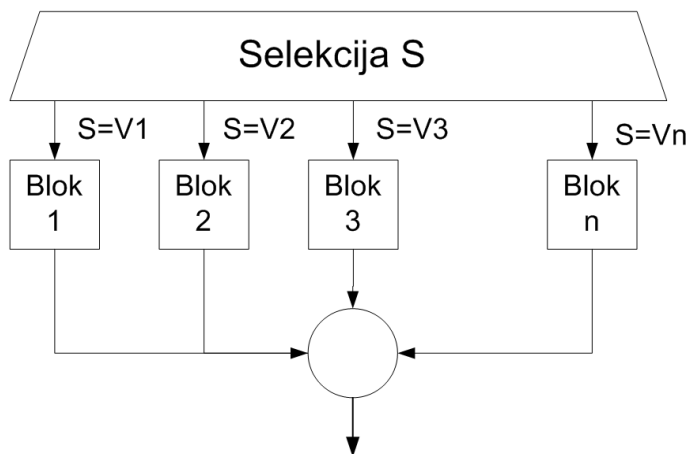 Selekcija S
S=V1
S=V2
S=V3
S=Vn
Blok
1
Blok
2
Blok
3
Blok
n